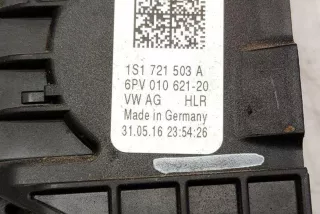 1S1 721 503 A
6PV 010 621-20
VW AG HLR
Made in Germany
31.05.16 23:54:26